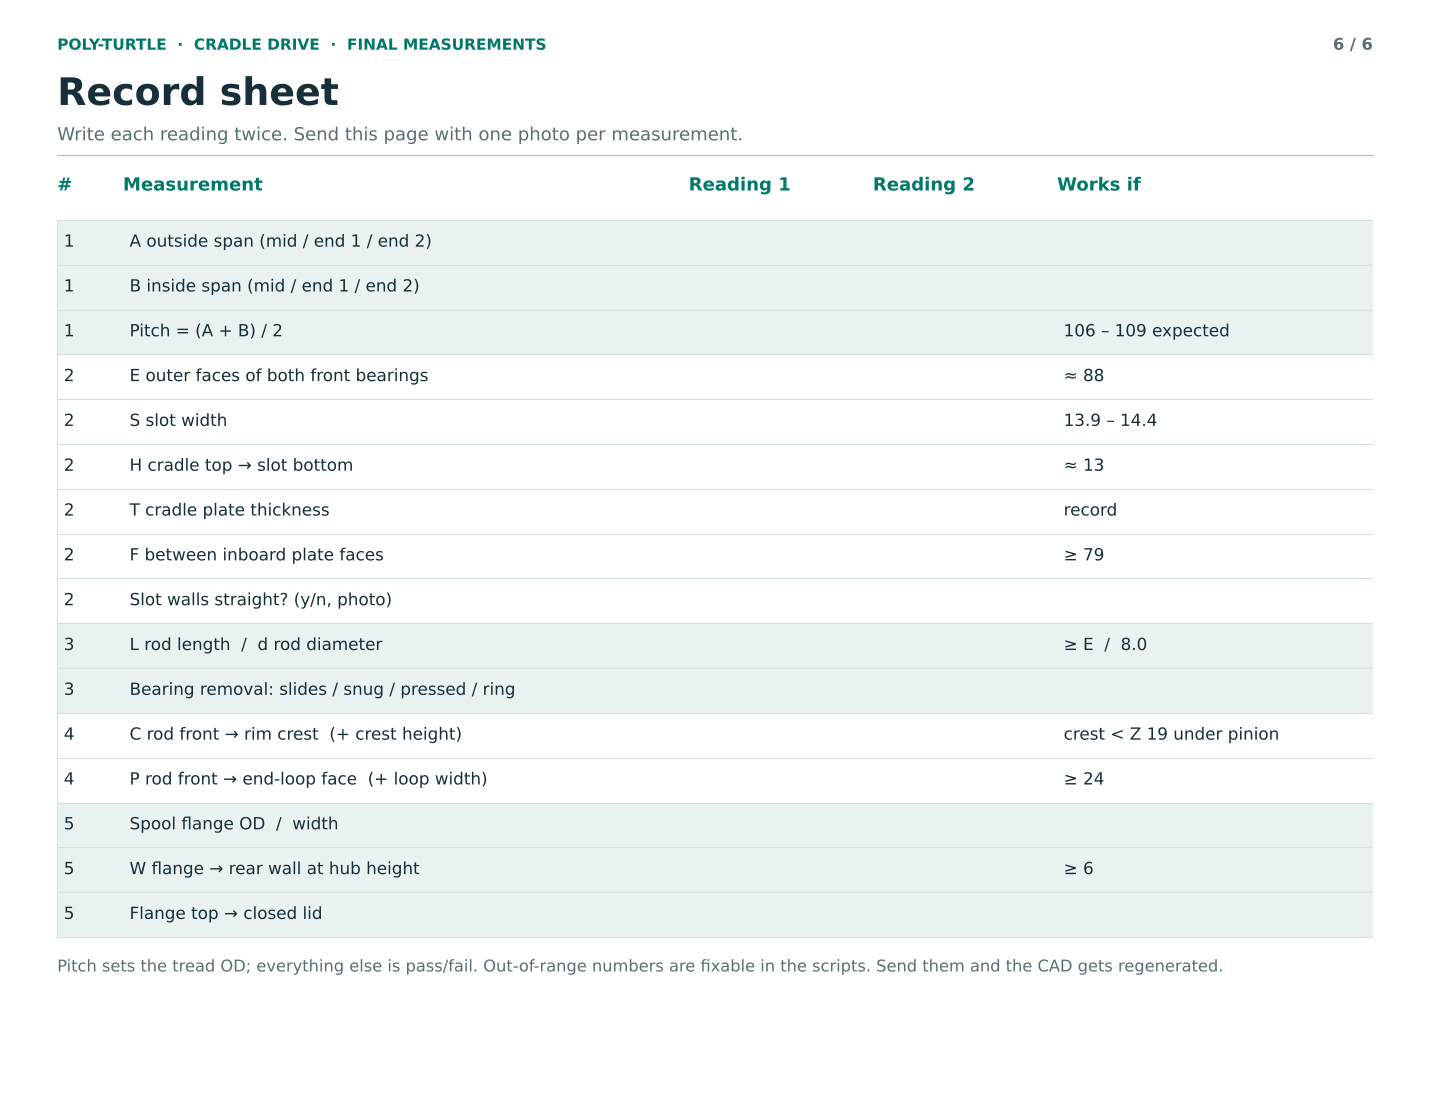 POLY-TURTLE · CRADLE DRIVE · FINAL MEASUREMENTS 6 / 6
Record sheet
Write each reading twice. Send this page with one photo per measurement.
# Measurement Reading 1 Reading 2 Works if
1 A outside span (mid / end 1 / end 2)
1 B inside span (mid / end 1 / end 2)
1 Pitch = (A + B) / 2 106 – 109 expected
2 E outer faces of both front bearings ≈ 88
2 S slot width 13.9 – 14.4
2 H cradle top → slot bottom ≈ 13
2 T cradle plate thickness record
2 F between inboard plate faces ≥ 79
2 Slot walls straight? (y/n, photo)
3 L rod length / d rod diameter ≥ E / 8.0
3 Bearing removal: slides / snug / pressed / ring
4 C rod front → rim crest (+ crest height) crest < Z 19 under pinion
4 P rod front → end-loop face (+ loop width) ≥ 24
5 Spool flange OD / width
5 W flange → rear wall at hub height ≥ 6
5 Flange top → closed lid
Pitch sets the tread OD; everything else is pass/fail. Out-of-range numbers are fixable in the scripts. Send them and the CAD gets regenerated.